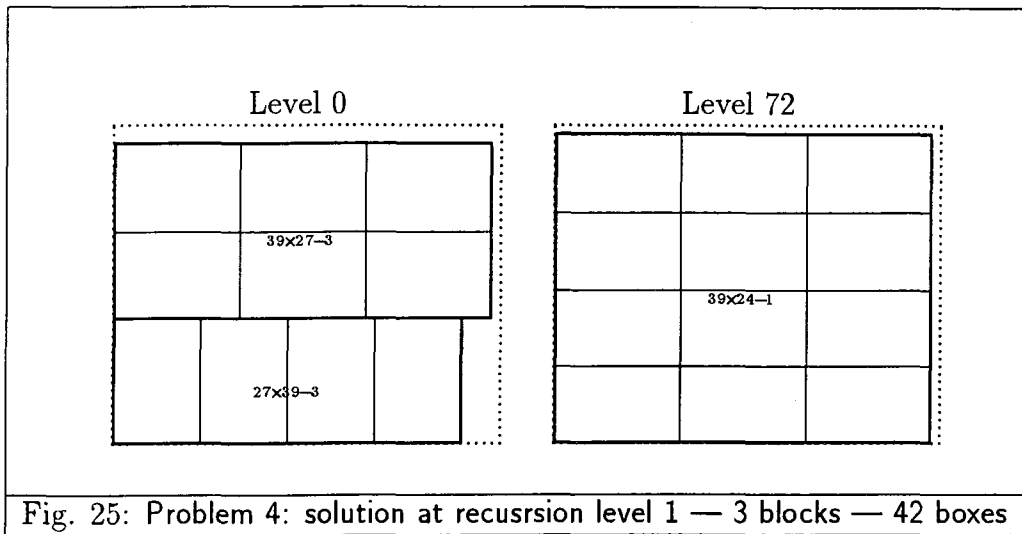 Level 0
Level 72
39x27-3
39x24-1
27x39-3
Fig. 25: Problem 4: solution at recusrsion level 1 — 3 blocks — 42 boxes